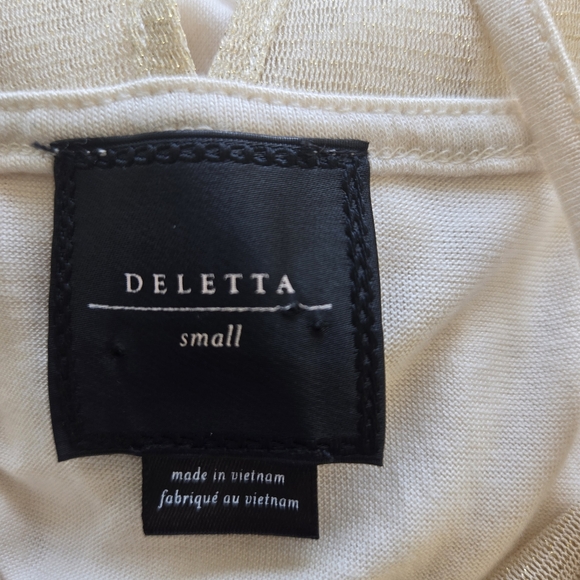 DELETTA
small
made in vietnam
fabriqué au vietnam